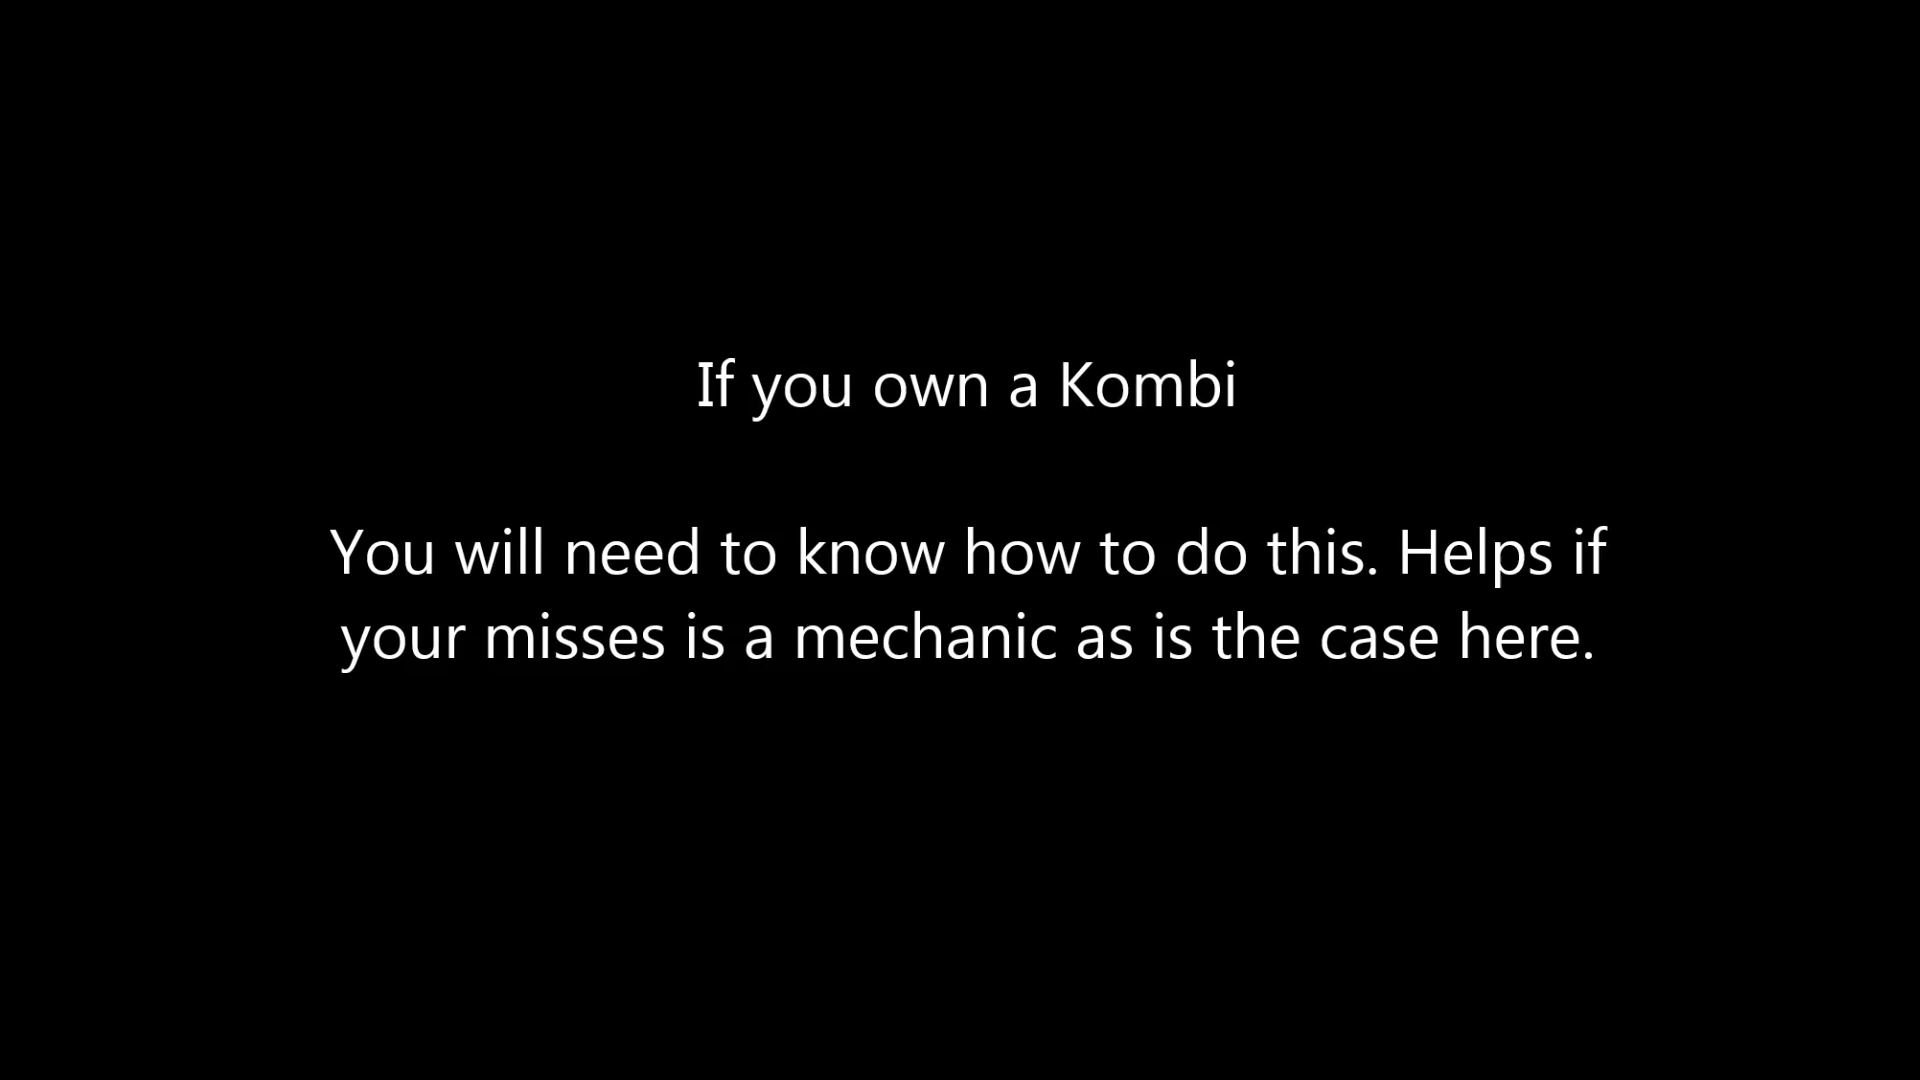 If you own a Kombi
You will need to know how to do this. Helps if
your misses is a mechanic as is the case here.